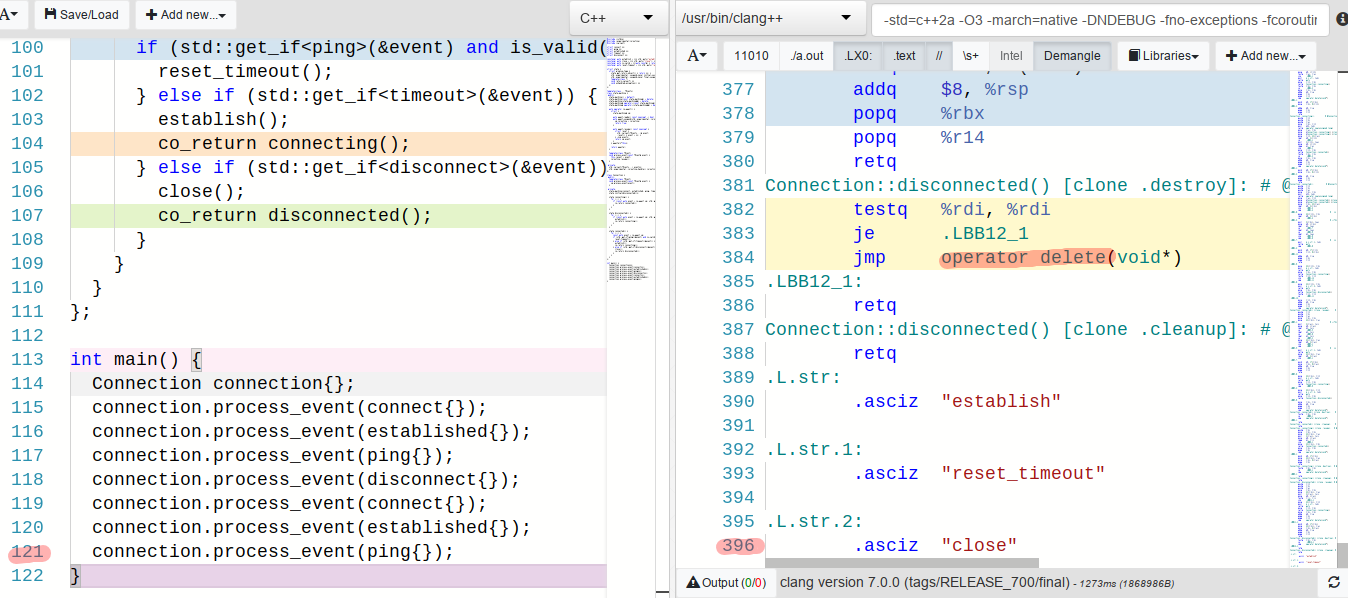 A
Save/Load
Add new...
C++
100 if (std::get_if<ping>(&event) and is_valid(
101 reset_timeout();
102 } else if (std::get_if<timeout>(&event)) {
103 establish();
104 co_return connecting();
105 } else if (std::get_if<disconnect>(&event))
106 close();
107 co_return disconnected();
108 }
109 }
110 }
111 };
112
113 int main() {
114 Connection connection{};
115 connection.process_event(connect{});
116 connection.process_event(established{});
117 connection.process_event(ping{});
118 connection.process_event(disconnect{});
119 connection.process_event(connect{});
120 connection.process_event(established{});
121 connection.process_event(ping{});
122 }
/usr/bin/clang++
-std=c++2a -O3 -march=native -DNDEBUG -fno-exceptions -fcoroutin
A
11010
./a.out
.LX0:
.text
//
\s+
Intel
Demangle
Libraries
Add new...
377 addq $8, %rsp
378 popq %rbx
379 popq %r14
380 retq
381 Connection::disconnected() [clone .destroy]: # @
382 testq %rdi, %rdi
383 je .LBB12_1
384 jmp operator delete(void*)
385 .LBB12_1:
386 retq
387 Connection::disconnected() [clone .cleanup]: # @
388 retq
389 .L.str:
390 .asciz "establish"
391
392 .L.str.1:
393 .asciz "reset_timeout"
394
395 .L.str.2:
396 .asciz "close"
Output (0/0) clang version 7.0.0 (tags/RELEASE_700/final) - 1273ms (1868986B)